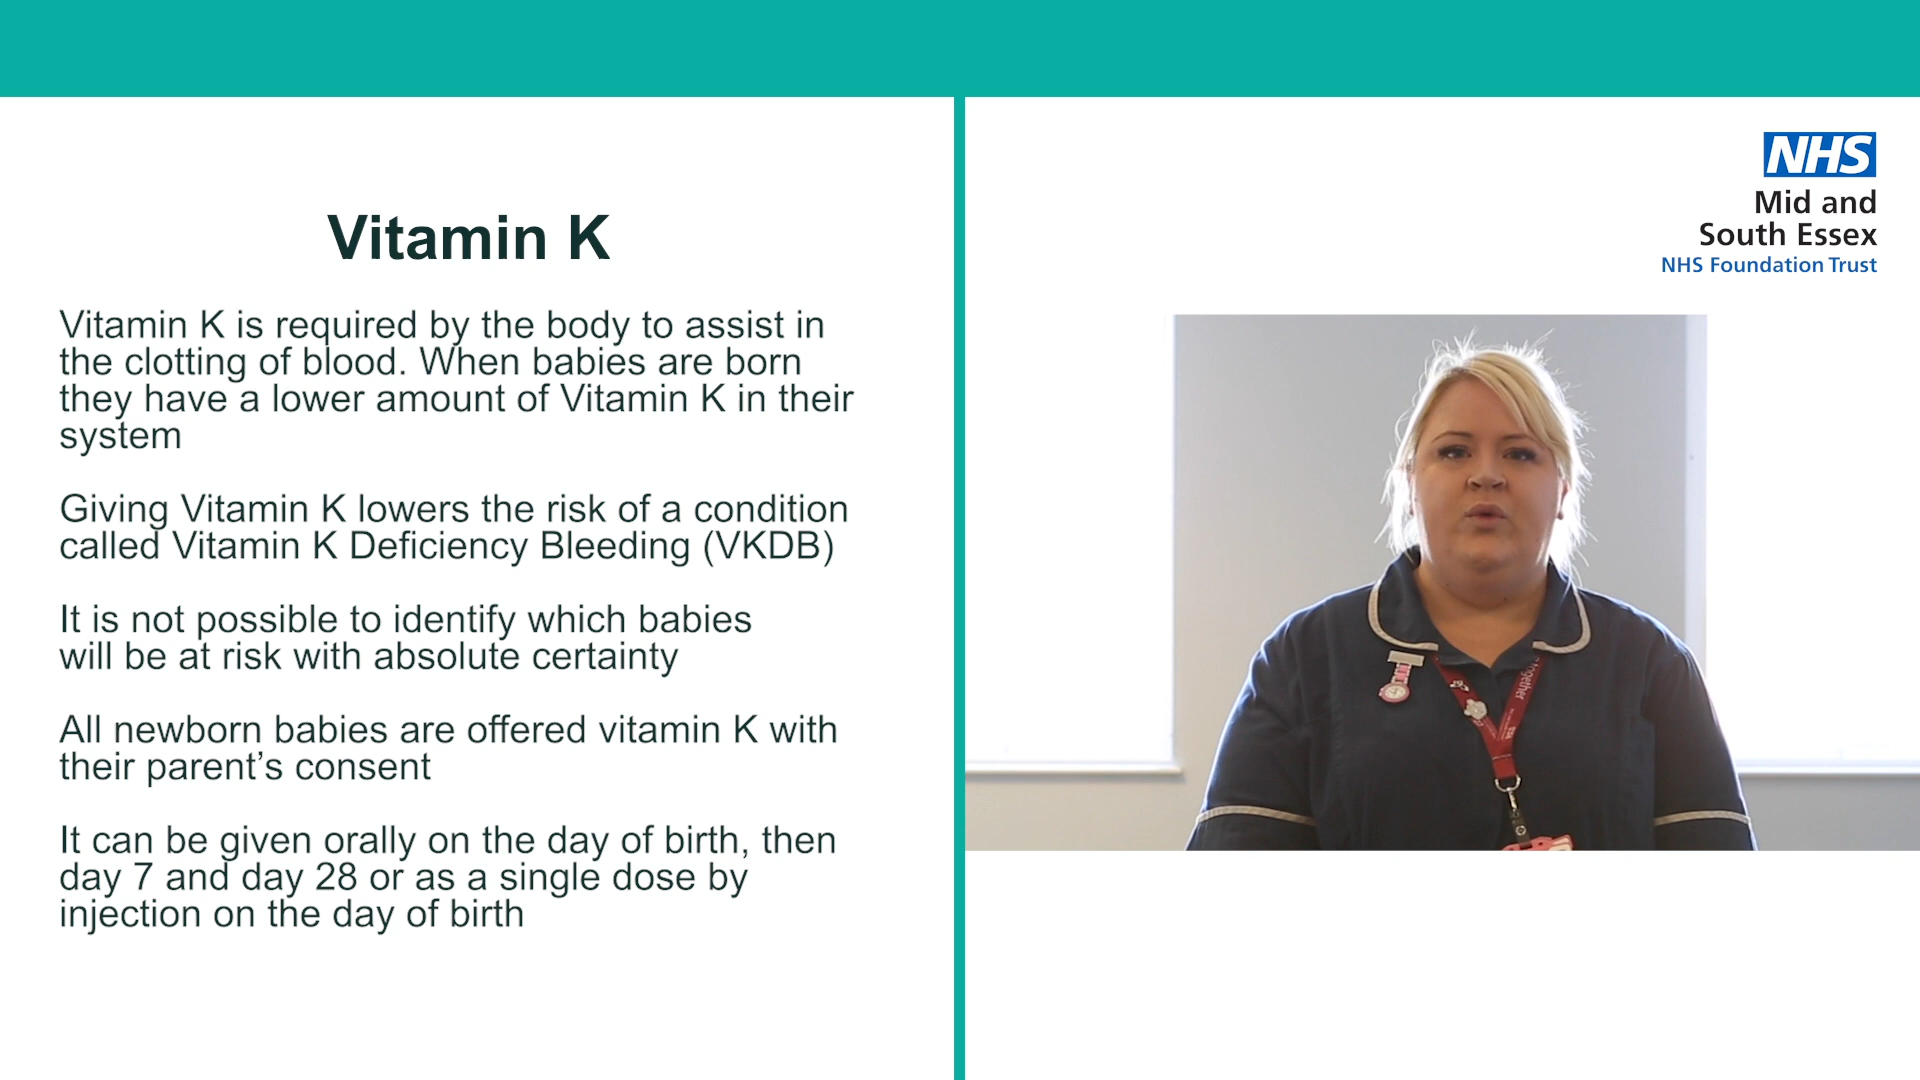 Vitamin K
Vitamin K is required by the body to assist in
the clotting of blood. When babies are born
they have a lower amount of Vitamin K in their
system
Giving Vitamin K lowers the risk of a condition
called Vitamin K Deficiency Bleeding (VKDB)
It is not possible to identify which babies
will be at risk with absolute certainty
All newborn babies are offered vitamin K with
their parent’s consent
It can be given orally on the day of birth, then
day 7 and day 28 or as a single dose by
injection on the day of birth
NHS
Mid and
South Essex
NHS Foundation Trust
together